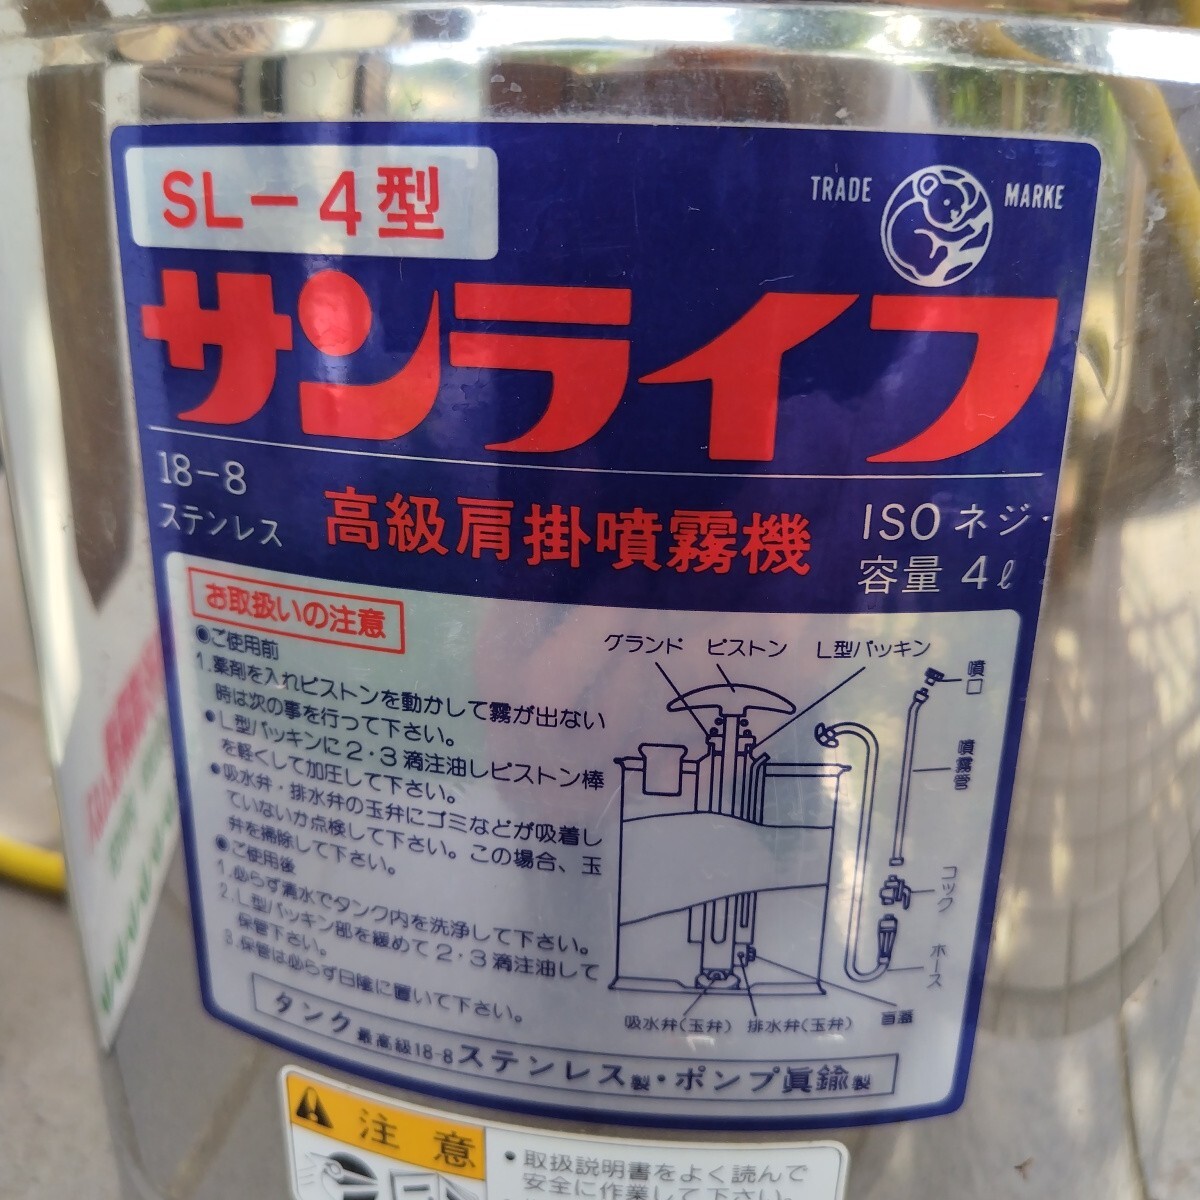 SL-4型
TRADE MARKE
サンライフ
18-8
ステンレス
高級肩掛噴霧機
ISOネジ
容量 4ℓ
お取扱いの注意
●ご使用前
1.薬剤を入れピストンを動かして霧が出ない
時は次の事を行って下さい。
●L型パッキンに2・3滴注油しピストン棒
を軽くして加圧して下さい。
●吸水弁・排水弁の玉弁にゴミなどが吸着し
ていないか点検して下さい。この場合、玉
弁を掃除して下さい。
●ご使用後
1.必らず清水でタンク内を洗浄して下さい。
2.L型パッキン部を緩めて2・3滴注油して
保管下さい。
3.保管は必らず日陰に置いて下さい。
グランド ピストン L型パッキン
噴口
噴霧管
コック
ホース
盲蓋
吸水弁(玉弁) 排水弁(玉弁)
タンク最高級18-8ステンレス製・ポンプ眞鍮製
注意
・取扱説明書をよく読んで
安全に作業して下さい。